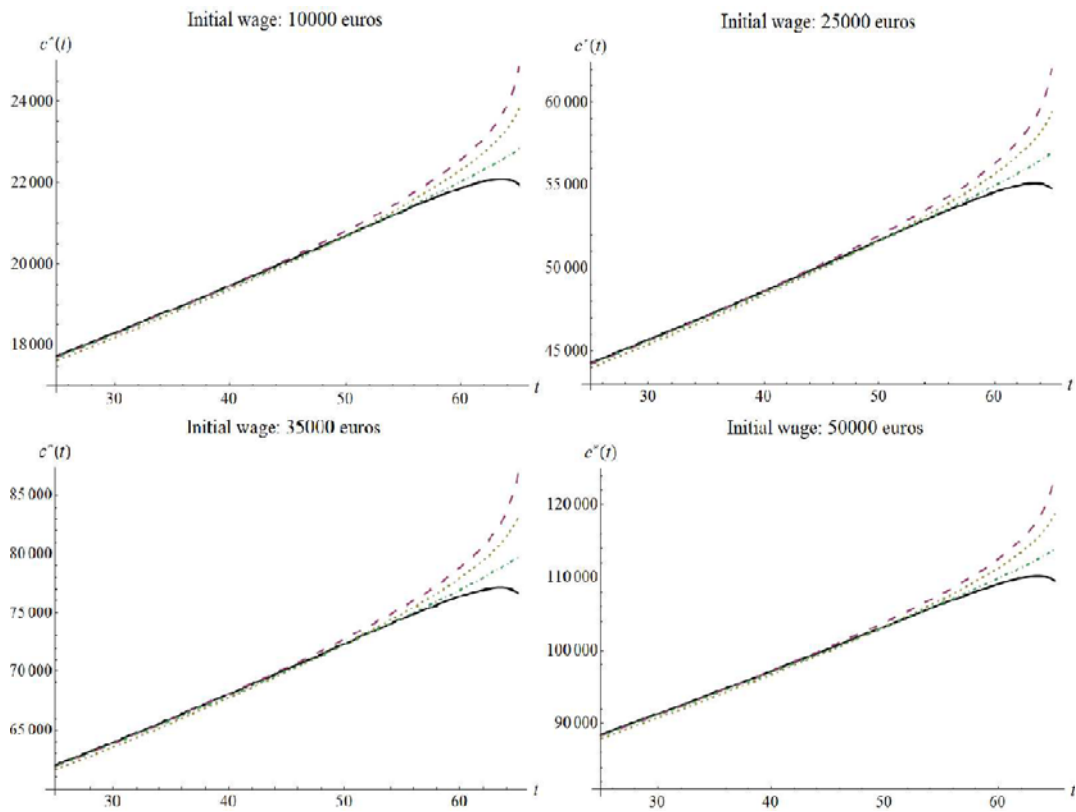 Initial wage: 10000 euros
c*(t)
24 000
22 000
20 000
18 000
30 40 50 60 t
Initial wage: 25000 euros
c*(t)
60 000
55 000
50 000
45 000
30 40 50 60 t
Initial wage: 35000 euros
c*(t)
85 000
80 000
75 000
70 000
65 000
30 40 50 60 t
Initial wage: 50000 euros
c*(t)
120 000
110 000
100 000
90 000
30 40 50 60 t